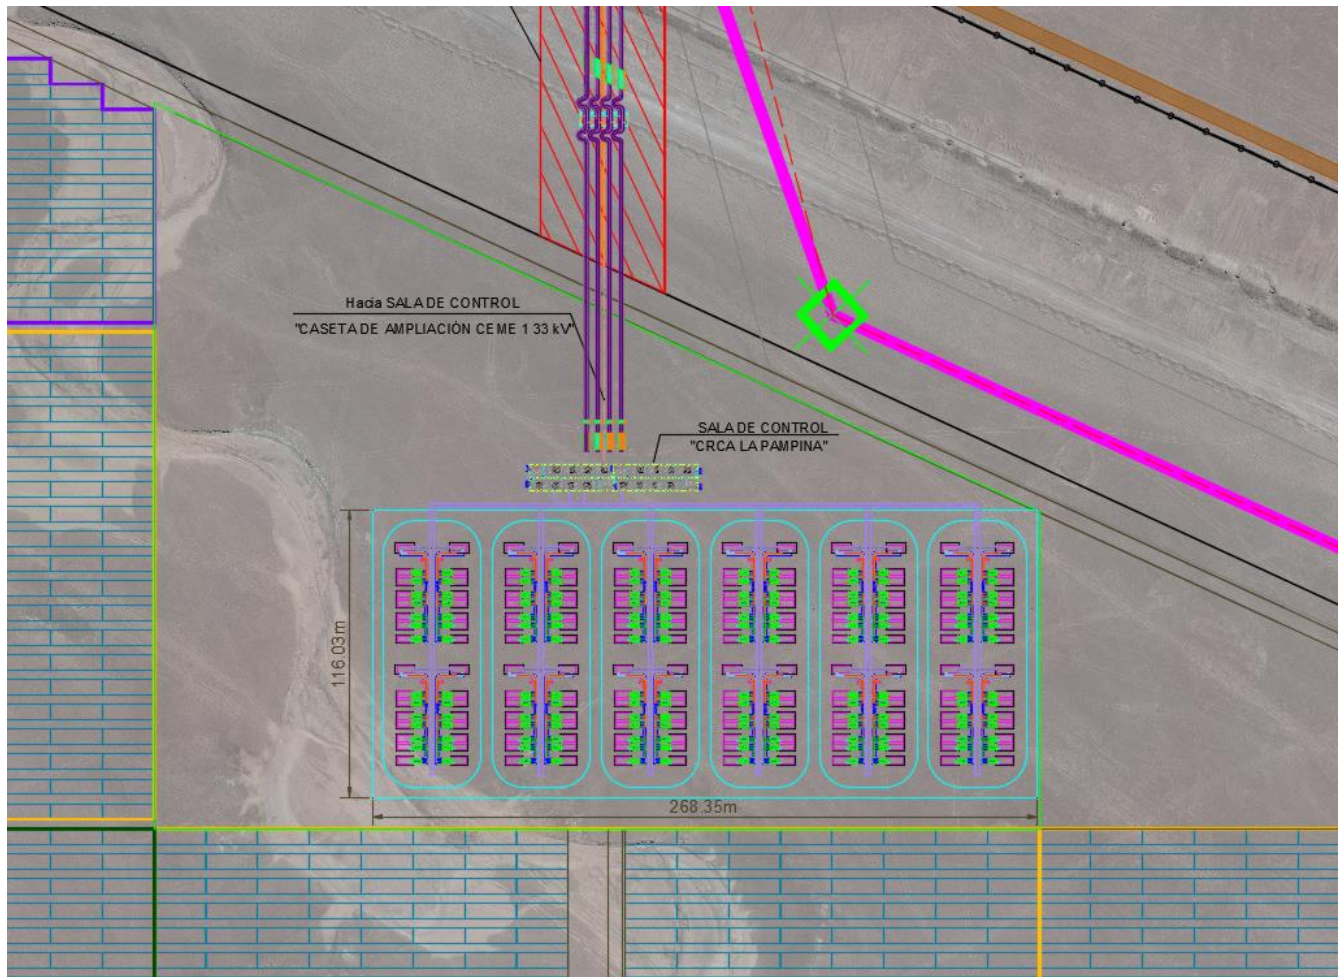 Hacia SALA DE CONTROL
"CASETA DE AMPLIACIÓN CEME 1 33 kV"
SALA DE CONTROL
"CRCA LA PAMPINA"
116.03m
268.35m